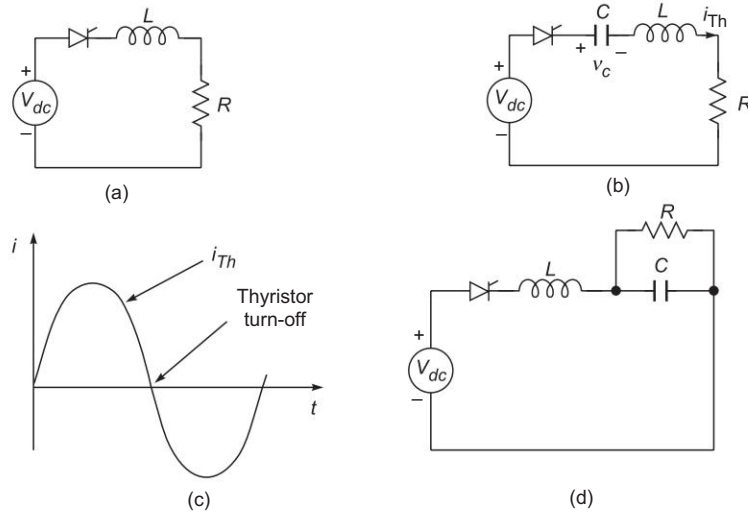 L
+
V_dc
−
R
(a)
C
L
i_Th
+
−
v_c
+
V_dc
−
R
(b)
i
i_Th
Thyristor
turn-off
t
(c)
R
L
C
+
V_dc
−
(d)